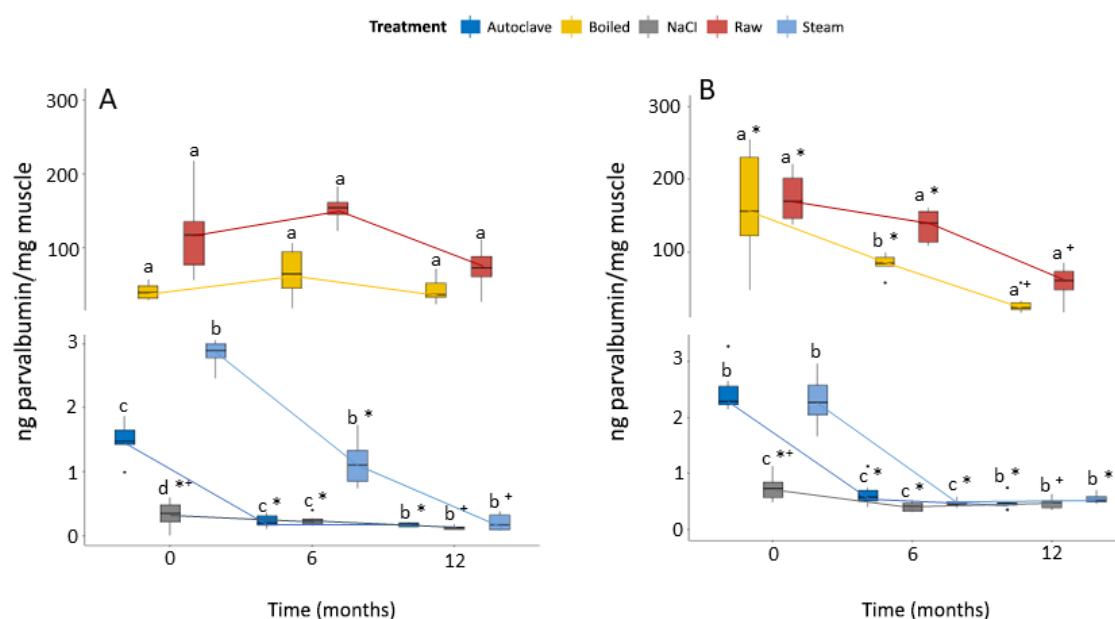 Treatment Autoclave Boiled NaCl Raw Steam
A
ng parvalbumin/mg muscle
300
200
100
a a a a a a
3
2
1
0
b
c
b *
d *+ c * c * b * b + b +
0 6 12
Time (months)
B
ng parvalbumin/mg muscle
300
200
100
a * a *
a *
b *
a + a +
3
2
1
0
b b
c *+ c * c * c * b * b + b *
0 6 12
Time (months)